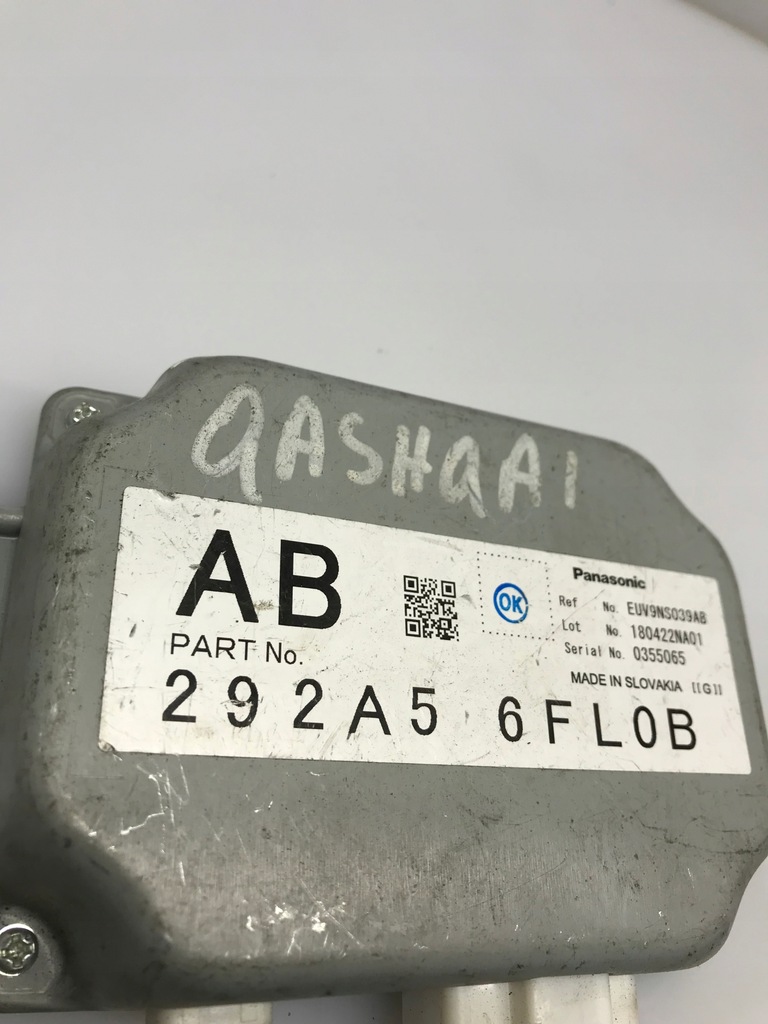 QASHQAI
AB
PART No.
292A5 6FL0B
OK
Panasonic
Ref No. EUV9NS039AB
Lot No. 180422NA01
Serial No. 0355065
MADE IN SLOVAKIA [[G]]